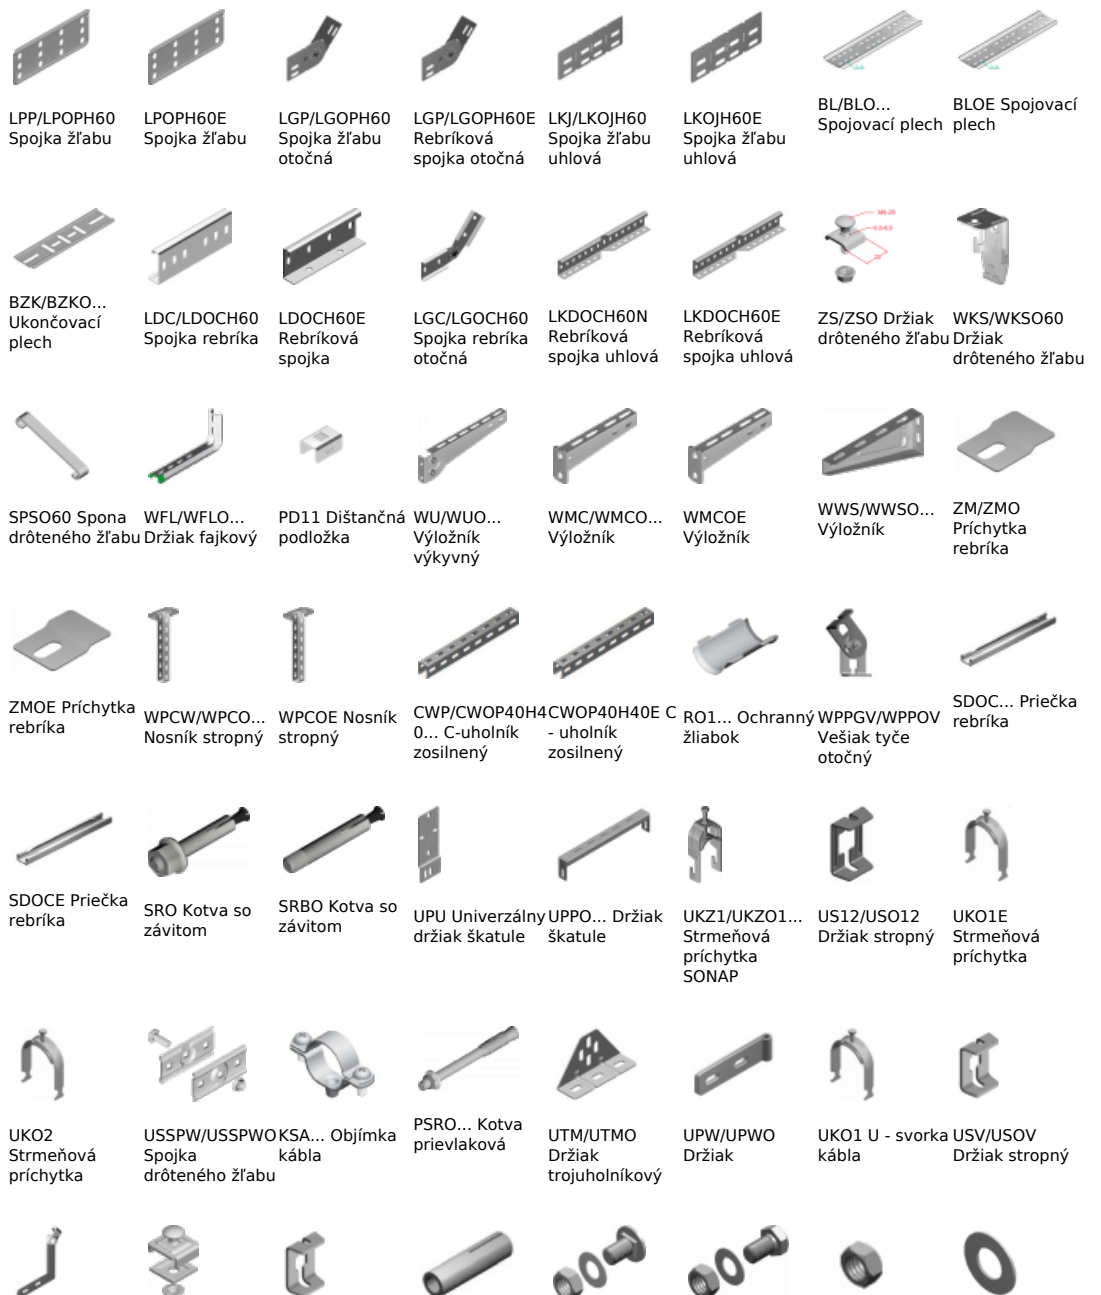 LPP/LPOPH60
Spojka žľabu
LPOPH60E
Spojka žľabu
LGP/LGOPH60
Spojka žľabu
otočná
LGP/LGOPH60E
Rebríková
spojka otočná
LKJ/LKOJH60
Spojka žľabu
uhlová
LKOJH60E
Spojka žľabu
uhlová
BL/BLO...
Spojovací plech
BLOE Spojovací
plech
BZK/BZKO...
Ukončovací
plech
LDC/LDOCH60
Spojka rebríka
LDOCH60E
Rebríková
spojka
LGC/LGOCH60
Spojka rebríka
otočná
LKDOCH60N
Rebríková
spojka uhlová
LKDOCH60E
Rebríková
spojka uhlová
ZS/ZSO Držiak
drôteného žľabu
WKS/WKSO60
Držiak
drôteného žľabu
SPSO60 Spona
drôteného žľabu
WFL/WFLO...
Držiak fajkový
PD11 Dištančná
podložka
WU/WUO...
Výložník
výkyvný
WMC/WMCO...
Výložník
WMCOE
Výložník
WWS/WWSO...
Výložník
ZM/ZMO
Príchytka
rebríka
ZMOE Príchytka
rebríka
WPCW/WPCO...
Nosník stropný
WPCOE Nosník
stropný
CWP/CWOP40H4
0... C-uholník
zosilnený
CWOP40H40E C
- uholník
zosilnený
RO1... Ochranný
žliabok
WPPGV/WPPOV
Vešiak tyče
otočný
SDOC... Priečka
rebríka
SDOCE Priečka
rebríka
SRO Kotva so
závitom
SRBO Kotva so
závitom
UPU Univerzálny
držiak škatule
UPPO... Držiak
škatule
UKZ1/UKZO1...
Strmeňová
príchytka
SONAP
US12/USO12
Držiak stropný
UKO1E
Strmeňová
príchytka
UKO2
Strmeňová
príchytka
USSPW/USSPWO
Spojka
drôteného žľabu
KSA... Objímka
kábla
PSRO... Kotva
prievlaková
UTM/UTMO
Držiak
trojuholníkový
UPW/UPWO
Držiak
UKO1 U - svorka
kábla
USV/USOV
Držiak stropný